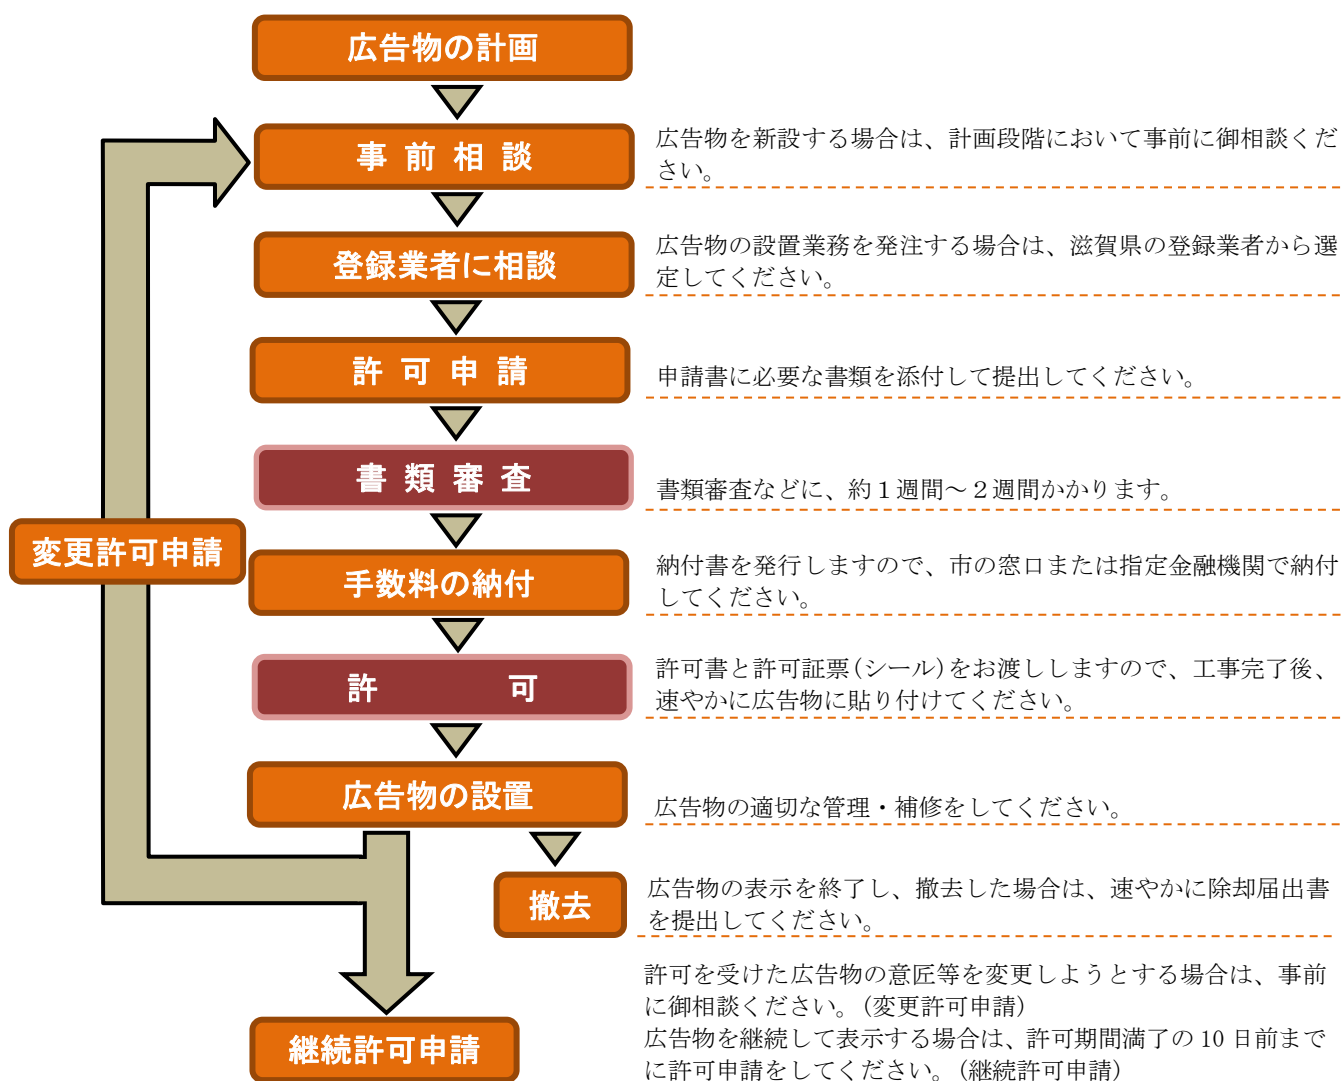 広告物の計画
事前相談
広告物を新設する場合は、計画段階において事前に御相談くだ
さい。
登録業者に相談
広告物の設置業務を発注する場合は、滋賀県の登録業者から選
定してください。
許可申請
申請書に必要な書類を添付して提出してください。
書類審査
書類審査などに、約１週間～２週間かかります。
変更許可申請
手数料の納付
納付書を発行しますので、市の窓口または指定金融機関で納付
してください。
許可
許可書と許可証票(シール)をお渡ししますので、工事完了後、
速やかに広告物に貼り付けてください。
広告物の設置
広告物の適切な管理・補修をしてください。
撤去
広告物の表示を終了し、撤去した場合は、速やかに除却届出書
を提出してください。
許可を受けた広告物の意匠等を変更しようとする場合は、事前
に御相談ください。(変更許可申請)
広告物を継続して表示する場合は、許可期間満了の 10 日前まで
に許可申請をしてください。(継続許可申請)
継続許可申請